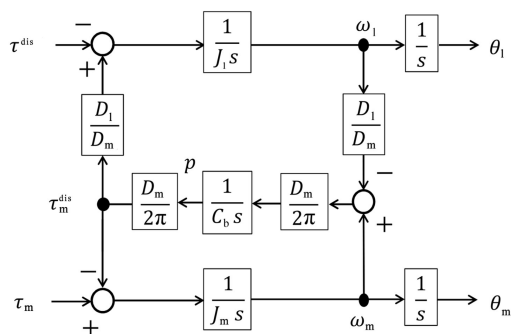 − ω_l
τ^dis 1/(J_l s) 1/s θ_l
+
D_l/D_m D_l/D_m
p −
τ_m^dis D_m/2π 1/(C_b s) D_m/2π
+
−
τ_m 1/(J_m s) 1/s θ_m
+ ω_m